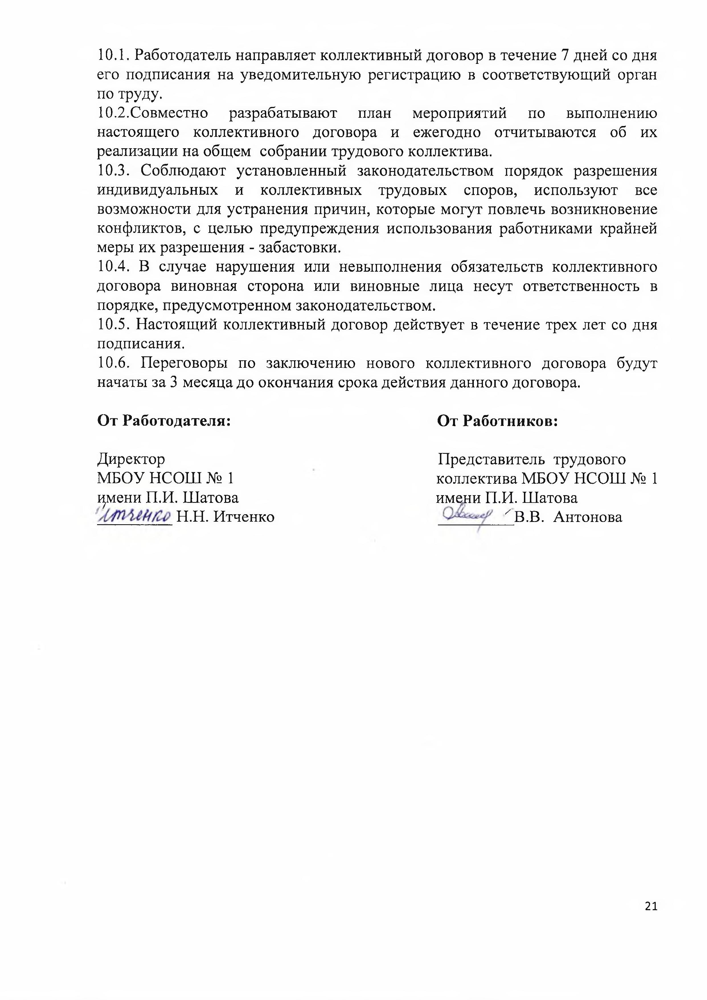 10.1. Работодатель направляет коллективный договор в течение 7 дней со дня
его подписания на уведомительную регистрацию в соответствующий орган
по труду.
10.2.Совместно разрабатывают план мероприятий по выполнению
настоящего коллективного договора и ежегодно отчитываются об их
реализации на общем собрании трудового коллектива.
10.3. Соблюдают установленный законодательством порядок разрешения
индивидуальных и коллективных трудовых споров, используют все
возможности для устранения причин, которые могут повлечь возникновение
конфликтов, с целью предупреждения использования работниками крайней
меры их разрешения - забастовки.
10.4. В случае нарушения или невыполнения обязательств коллективного
договора виновная сторона или виновные лица несут ответственность в
порядке, предусмотренном законодательством.
10.5. Настоящий коллективный договор действует в течение трех лет со дня
подписания.
10.6. Переговоры по заключению нового коллективного договора будут
начаты за 3 месяца до окончания срока действия данного договора.
От Работодателя:
Директор
МБОУ НСОШ № 1
имени П.И. Шатова
Итченко Н.Н. Итченко
От Работников:
Представитель трудового
коллектива МБОУ НСОШ № 1
имени П.И. Шатова
В.В. Антонова
21